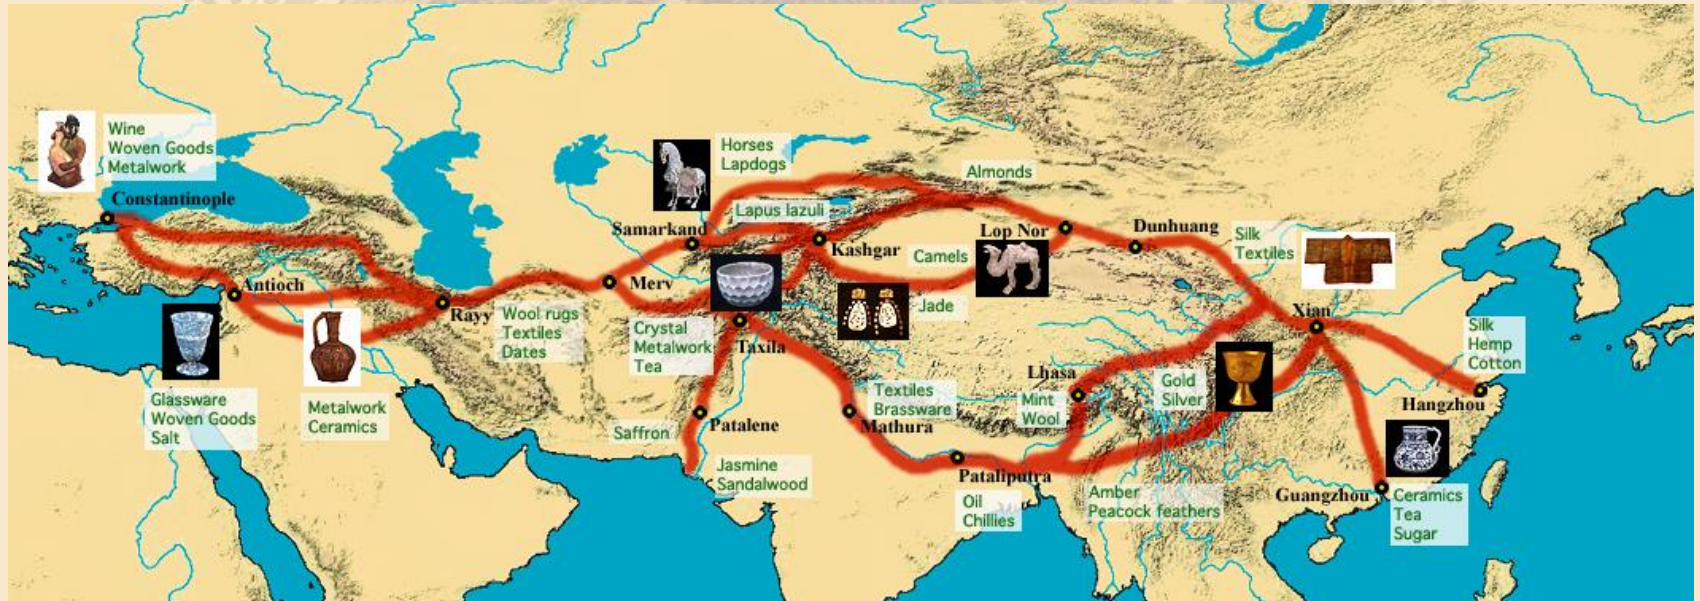 Wine
Woven Goods
Metalwork
Constantinople
Antioch
Glassware
Woven Goods
Salt
Metalwork
Ceramics
Rayy
Wool rugs
Textiles
Dates
Merv
Samarkand
Horses
Lapdogs
Lapus lazuli
Kashgar
Crystal
Metalwork
Tea
Taxila
Saffron
Patalene
Jasmine
Sandalwood
Textiles
Brassware
Mathura
Pataliputra
Oil
Chillies
Almonds
Lop Nor
Camels
Jade
Dunhuang
Silk
Textiles
Xian
Lhasa
Mint
Wool
Gold
Silver
Amber
Peacock feathers
Silk
Hemp
Cotton
Hangzhou
Guangzhou
Ceramics
Tea
Sugar